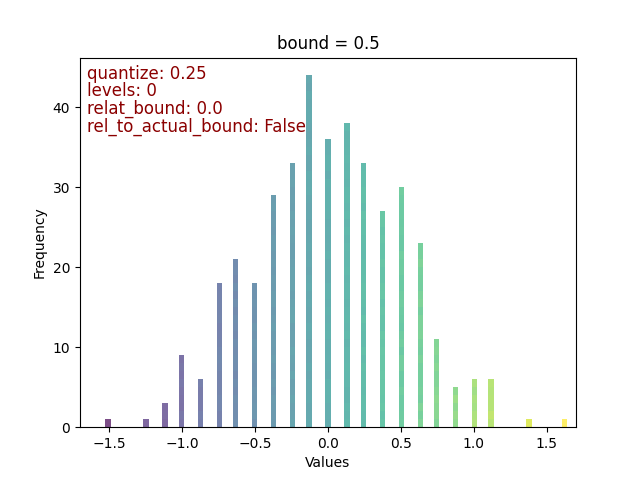 bound = 0.5
quantize: 0.25
levels: 0
relat_bound: 0.0
rel_to_actual_bound: False
40
30
20
10
0
Frequency
−1.5 −1.0 −0.5 0.0 0.5 1.0 1.5
Values